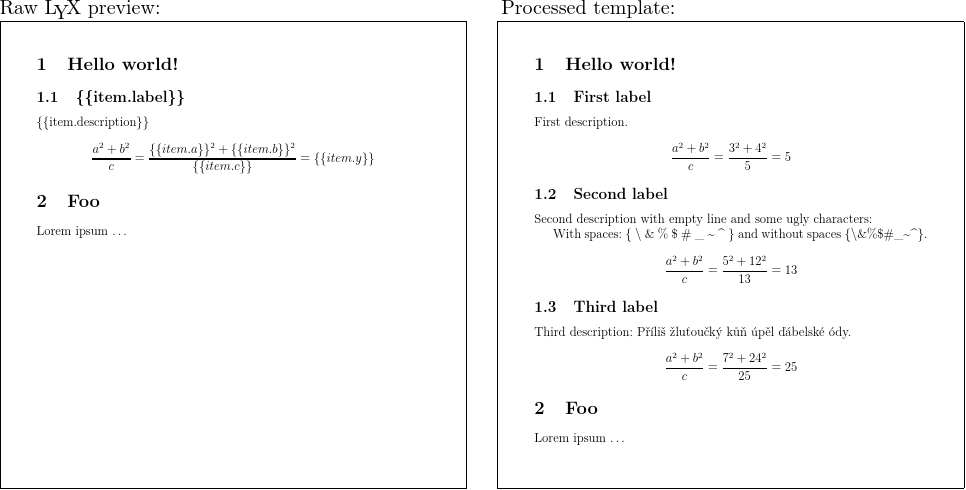 Raw LyX preview:
1 Hello world!
1.1 {{item.label}}
{{item.description}}
\frac{a^2 + b^2}{c} = \frac{{{item.a}}^2 + {{item.b}}^2}{{{item.c}}} = {{item.y}}
2 Foo
Lorem ipsum ...
Processed template:
1 Hello world!
1.1 First label
First description.
\frac{a^2 + b^2}{c} = \frac{3^2 + 4^2}{5} = 5
1.2 Second label
Second description with empty line and some ugly characters:
With spaces: { \ & % $ # _ ~ ^ } and without spaces {\&%$#_~^}.
\frac{a^2 + b^2}{c} = \frac{5^2 + 12^2}{13} = 13
1.3 Third label
Third description: Příliš žluťoučký kůň úpěl ďábelské ódy.
\frac{a^2 + b^2}{c} = \frac{7^2 + 24^2}{25} = 25
2 Foo
Lorem ipsum ...